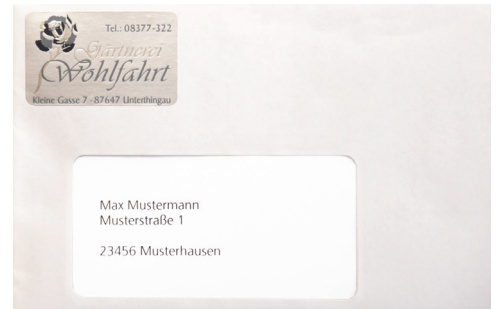 Tel.: 08377-322
Gärtnerei
Wohlfahrt
Kleine Gasse 7 - 87647 Unterthingau
Max Mustermann
Musterstraße 1
23456 Musterhausen